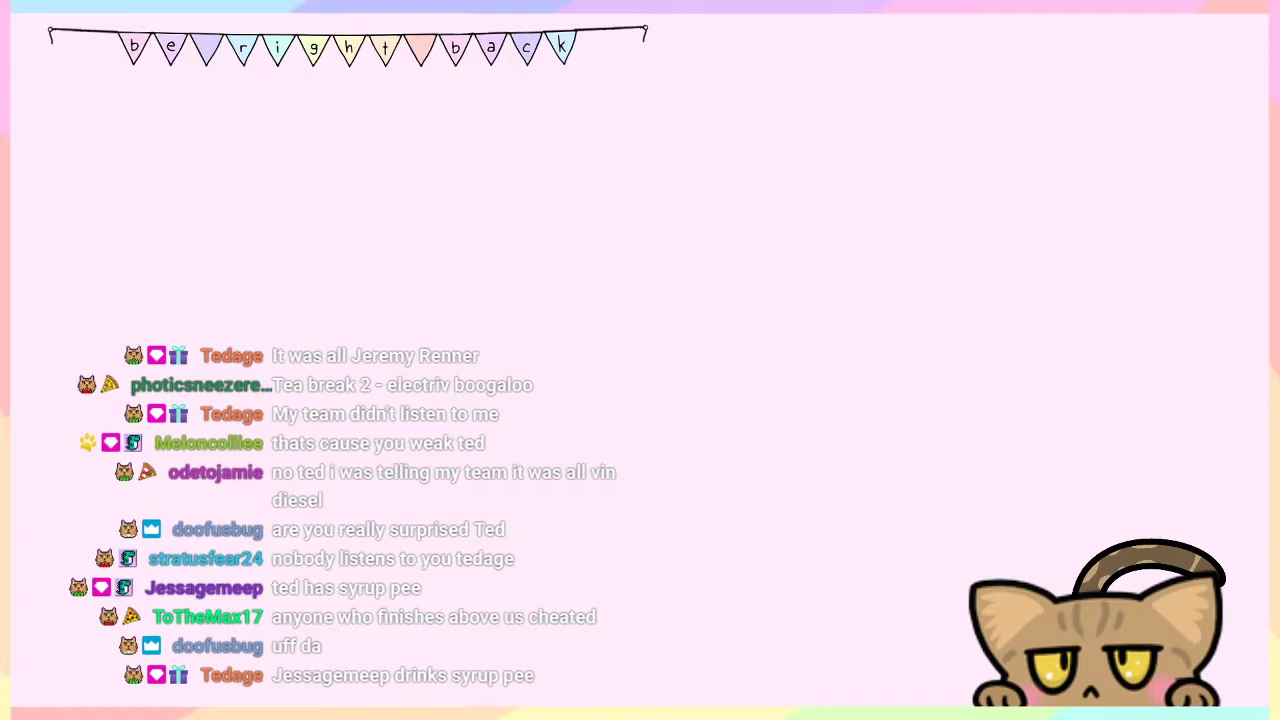 be right back
Tedage It was all Jeremy Renner
photicsneezere... Tea break 2 - electriv boogaloo
Tedage My team didn't listen to me
Meloncolliee thats cause you weak ted
odetojamie no ted i was telling my team it was all vin
diesel
doofusbug are you really surprised Ted
stratusfear24 nobody listens to you tedage
Jessagemeep ted has syrup pee
ToTheMax17 anyone who finishes above us cheated
doofusbug uff da
Tedage Jessagemeep drinks syrup pee